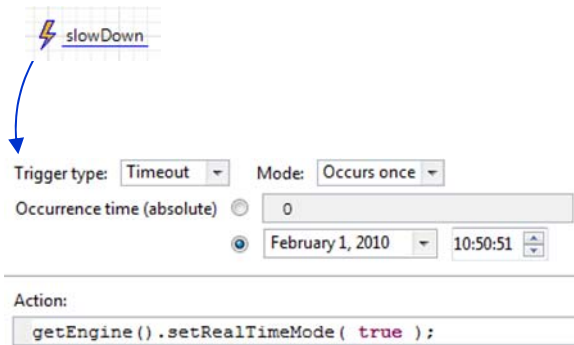 slowDown
Trigger type: Timeout Mode: Occurs once
Occurrence time (absolute) 0
February 1, 2010 10:50:51
Action:
getEngine().setRealTimeMode( true );